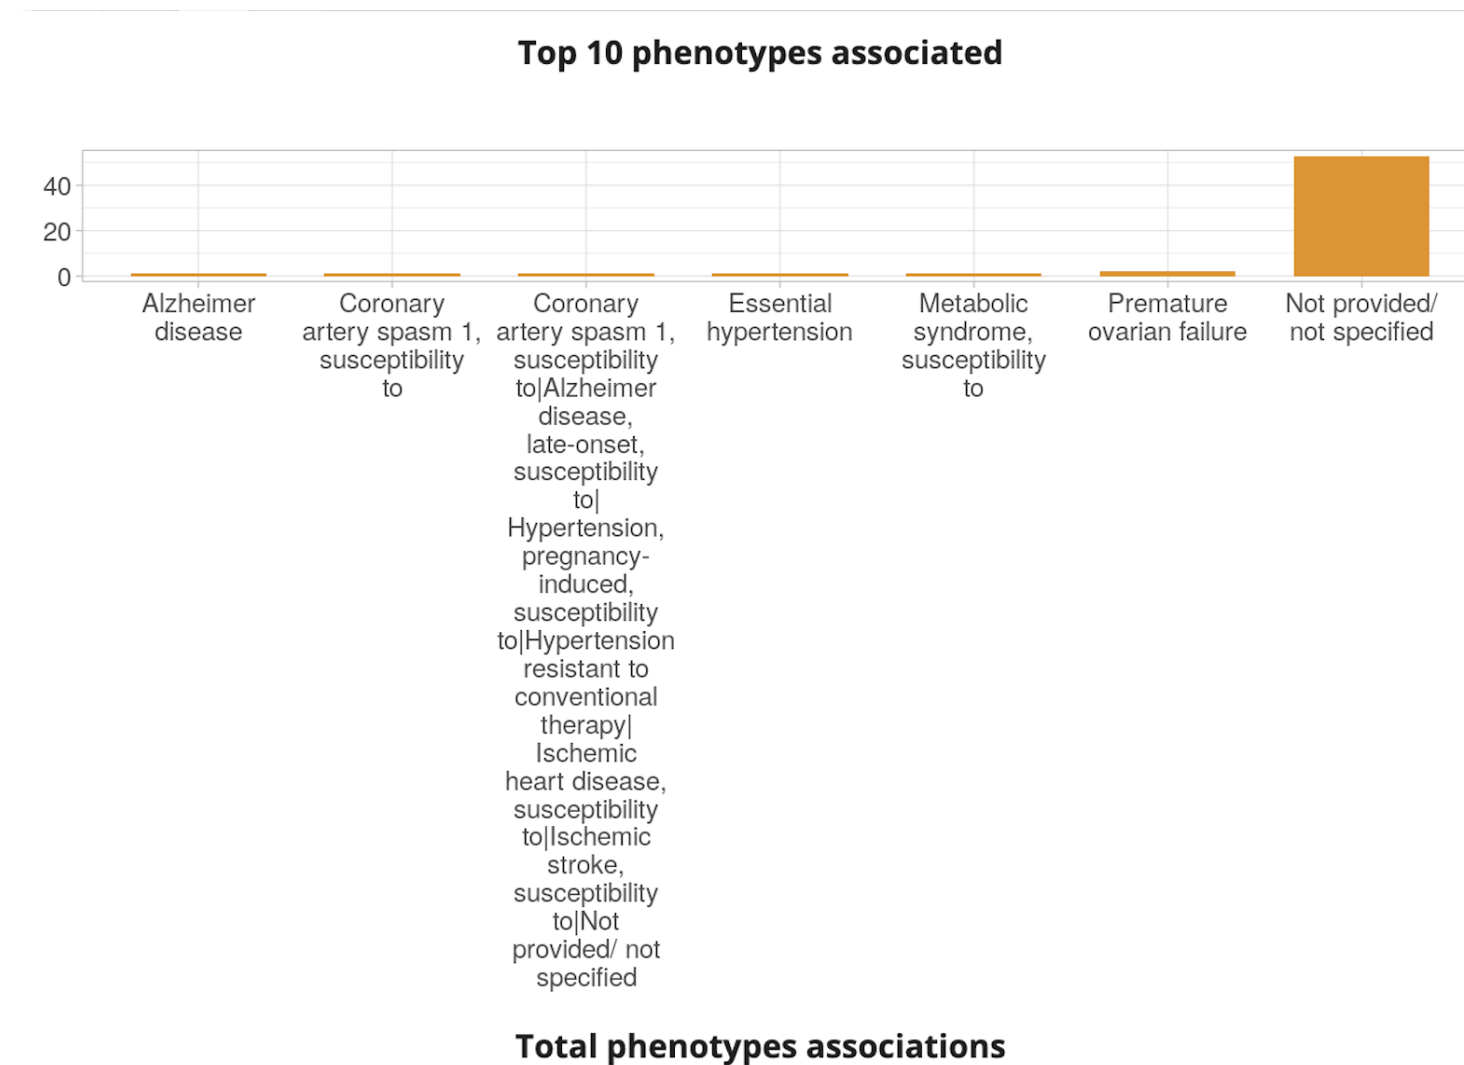 Top 10 phenotypes associated
40
20
0
Alzheimer
disease
Coronary
artery spasm 1,
susceptibility
to
Coronary
artery spasm 1,
susceptibility
to|Alzheimer
disease,
late-onset,
susceptibility
to|
Hypertension,
pregnancy-
induced,
susceptibility
to|Hypertension
resistant to
conventional
therapy|
Ischemic
heart disease,
susceptibility
to|Ischemic
stroke,
susceptibility
to|Not
provided/ not
specified
Essential
hypertension
Metabolic
syndrome,
susceptibility
to
Premature
ovarian failure
Not provided/
not specified
Total phenotypes associations